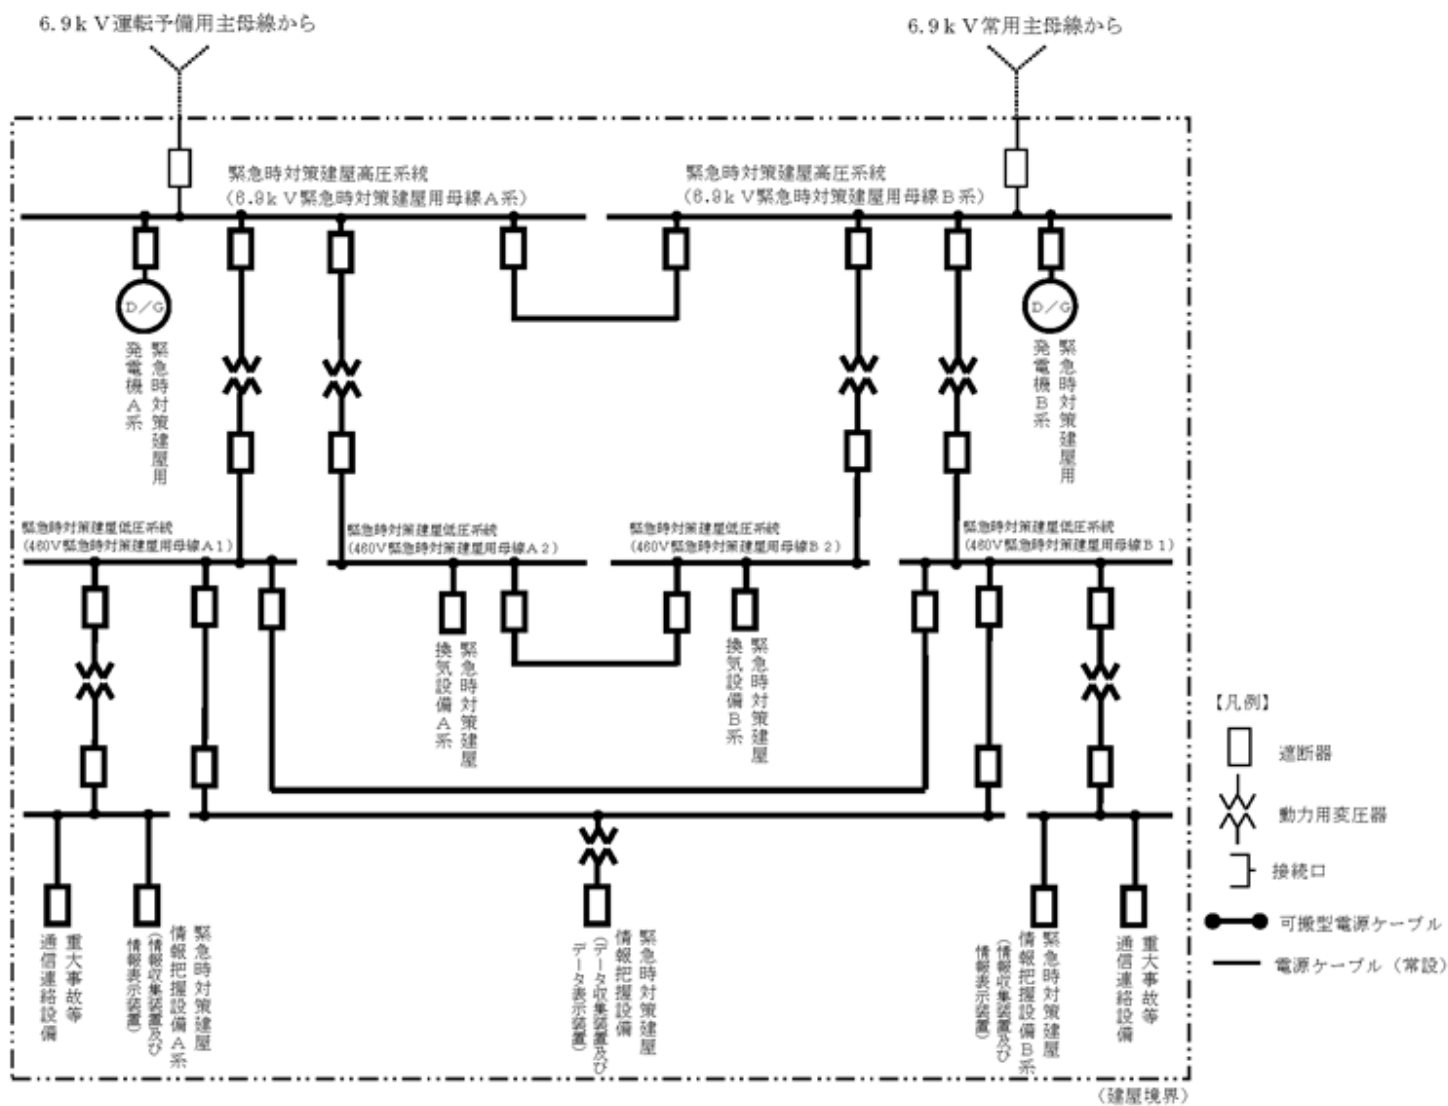 6.9kV運転予備用主母線から
6.9kV常用主母線から
緊急時対策建屋高圧系統
(6.9kV緊急時対策建屋用母線A系)
緊急時対策建屋高圧系統
(6.9kV緊急時対策建屋用母線B系)
D/G
緊急時対策建屋用
発電機A系
D/G
緊急時対策建屋用
発電機B系
緊急時対策建屋低圧系統
(460V緊急時対策建屋用母線A1)
緊急時対策建屋低圧系統
(460V緊急時対策建屋用母線A2)
緊急時対策建屋低圧系統
(460V緊急時対策建屋用母線B2)
緊急時対策建屋低圧系統
(460V緊急時対策建屋用母線B1)
緊急時対策建屋
換気設備A系
緊急時対策建屋
換気設備B系
重大事故等
通信連絡設備
緊急時対策建屋
情報把握設備A系
(情報収集装置及び
情報表示装置)
緊急時対策建屋
情報把握設備
(データ収集装置及び
データ表示装置)
緊急時対策建屋
情報把握設備B系
(情報収集装置及び
情報表示装置)
重大事故等
通信連絡設備
【凡例】
遮断器
動力用変圧器
接続口
可搬型電源ケーブル
電源ケーブル（常設）
(建屋境界)